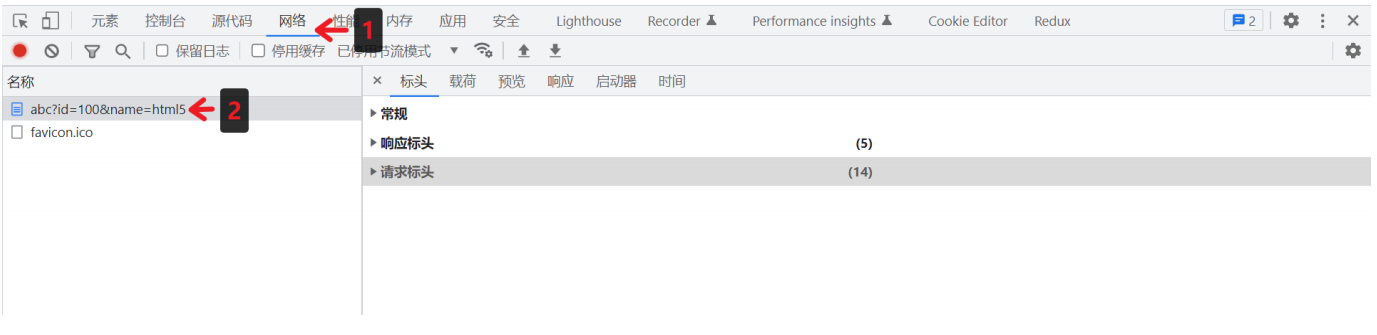 元素 控制台 源代码 网络 性能 内存 应用 安全 Lighthouse Recorder Performance insights Cookie Editor Redux 2
1
保留日志 停用缓存 已停用节流模式
名称
× 标头 载荷 预览 响应 启动器 时间
abc?id=100&name=html5
2
favicon.ico
常规
响应标头 (5)
请求标头 (14)